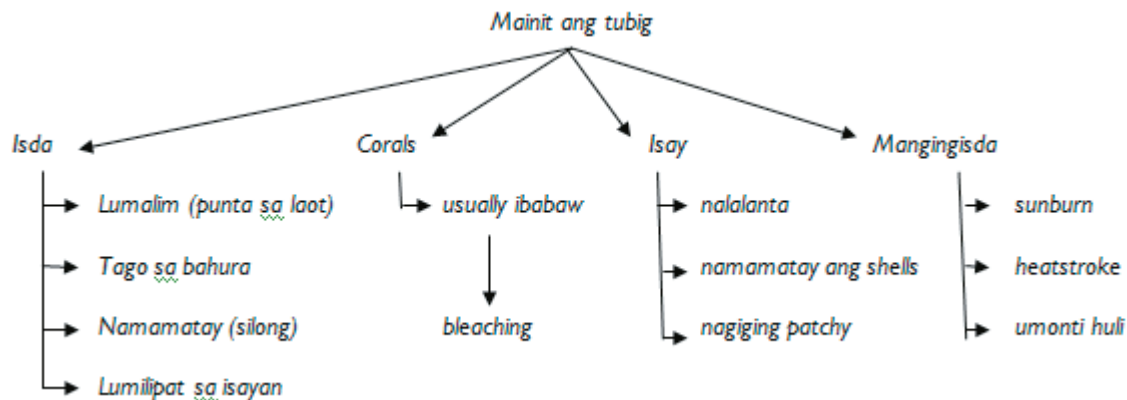 Mainit ang tubig
Isda
Corals
Isay
Mangingisda
Lumalim (punta sa laot)
usually ibabaw
nalalanta
sunburn
Tago sa bahura
namamatay ang shells
heatstroke
Namamatay (silong)
bleaching
nagiging patchy
umonti huli
Lumilipat sa isayan